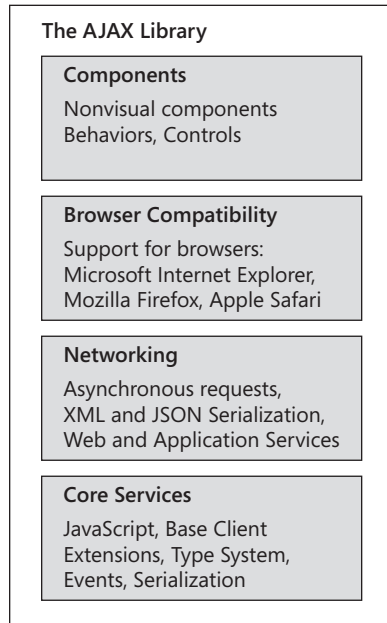 The AJAX Library
Components
Nonvisual components
Behaviors, Controls
Browser Compatibility
Support for browsers:
Microsoft Internet Explorer,
Mozilla Firefox, Apple Safari
Networking
Asynchronous requests,
XML and JSON Serialization,
Web and Application Services
Core Services
JavaScript, Base Client
Extensions, Type System,
Events, Serialization